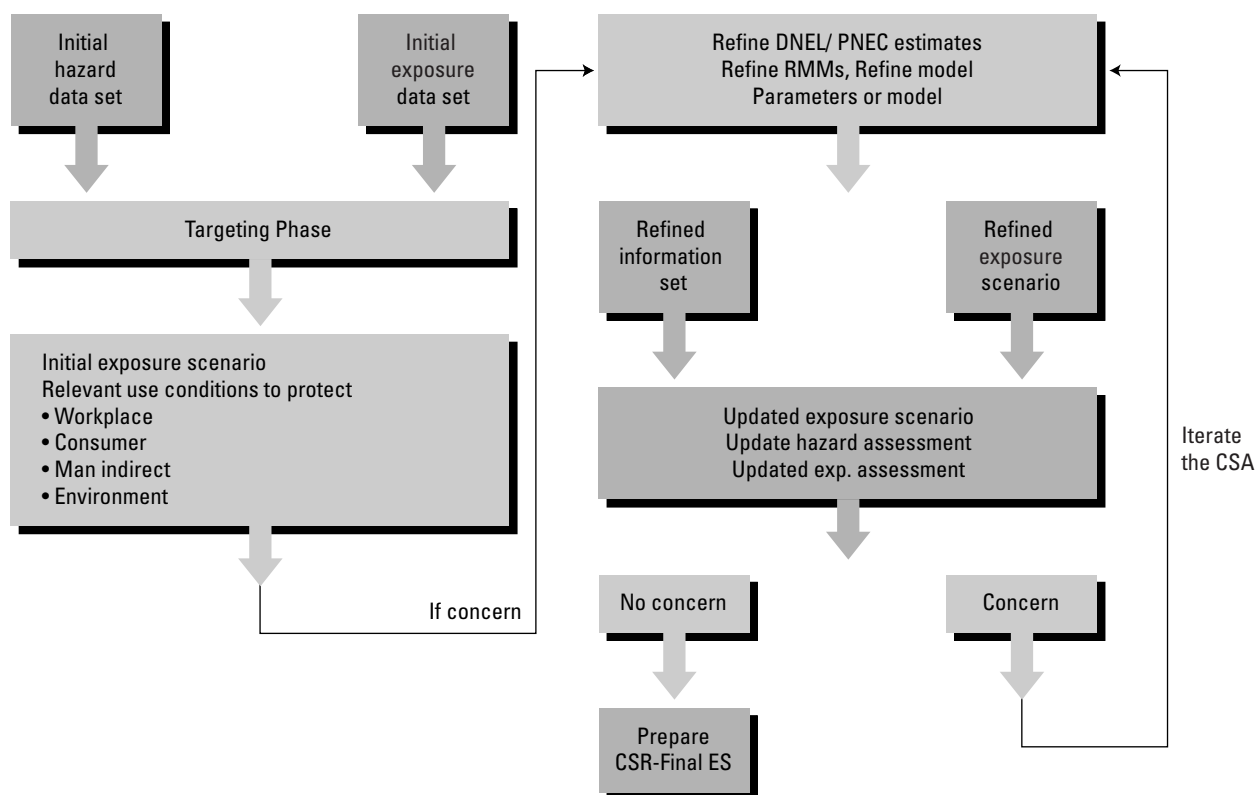 Initial
hazard
data set
Initial
exposure
data set
Targeting Phase
Initial exposure scenario
Relevant use conditions to protect
• Workplace
• Consumer
• Man indirect
• Environment
If concern
Refine DNEL/ PNEC estimates
Refine RMMs, Refine model
Parameters or model
Refined
information
set
Refined
exposure
scenario
Updated exposure scenario
Update hazard assessment
Updated exp. assessment
No concern
Concern
Prepare
CSR-Final ES
Iterate
the CSA